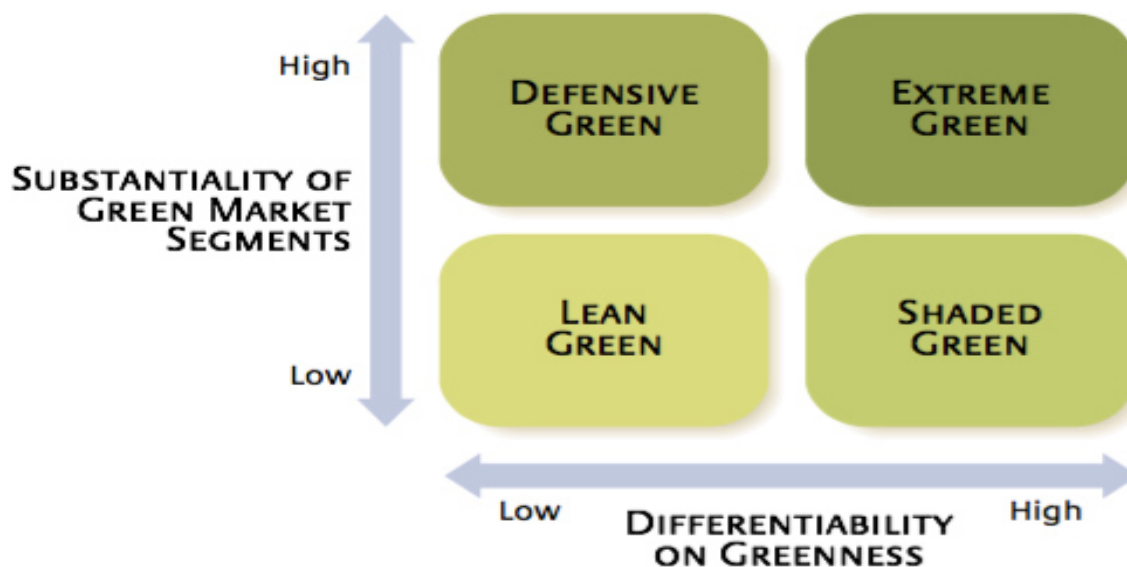 High
DEFENSIVE
GREEN
EXTREME
GREEN
SUBSTANTIALITY OF
GREEN MARKET
SEGMENTS
LEAN
GREEN
SHADED
GREEN
Low
Low
High
DIFFERENTIABILITY
ON GREENNESS